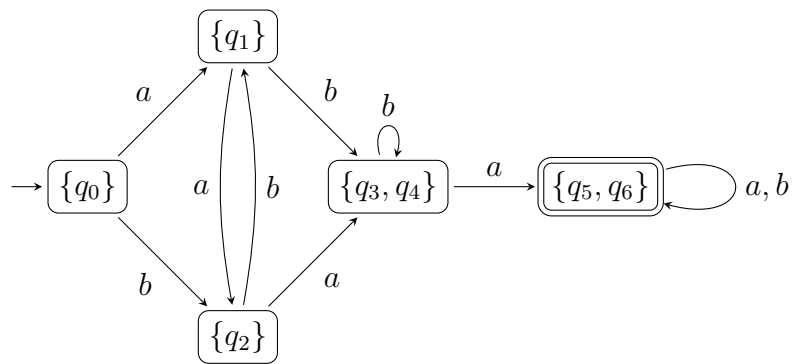 {q₁}
a
b
b
{q₀}
a
b
{q₃, q₄}
a
{q₅, q₆}
a, b
b
a
{q₂}